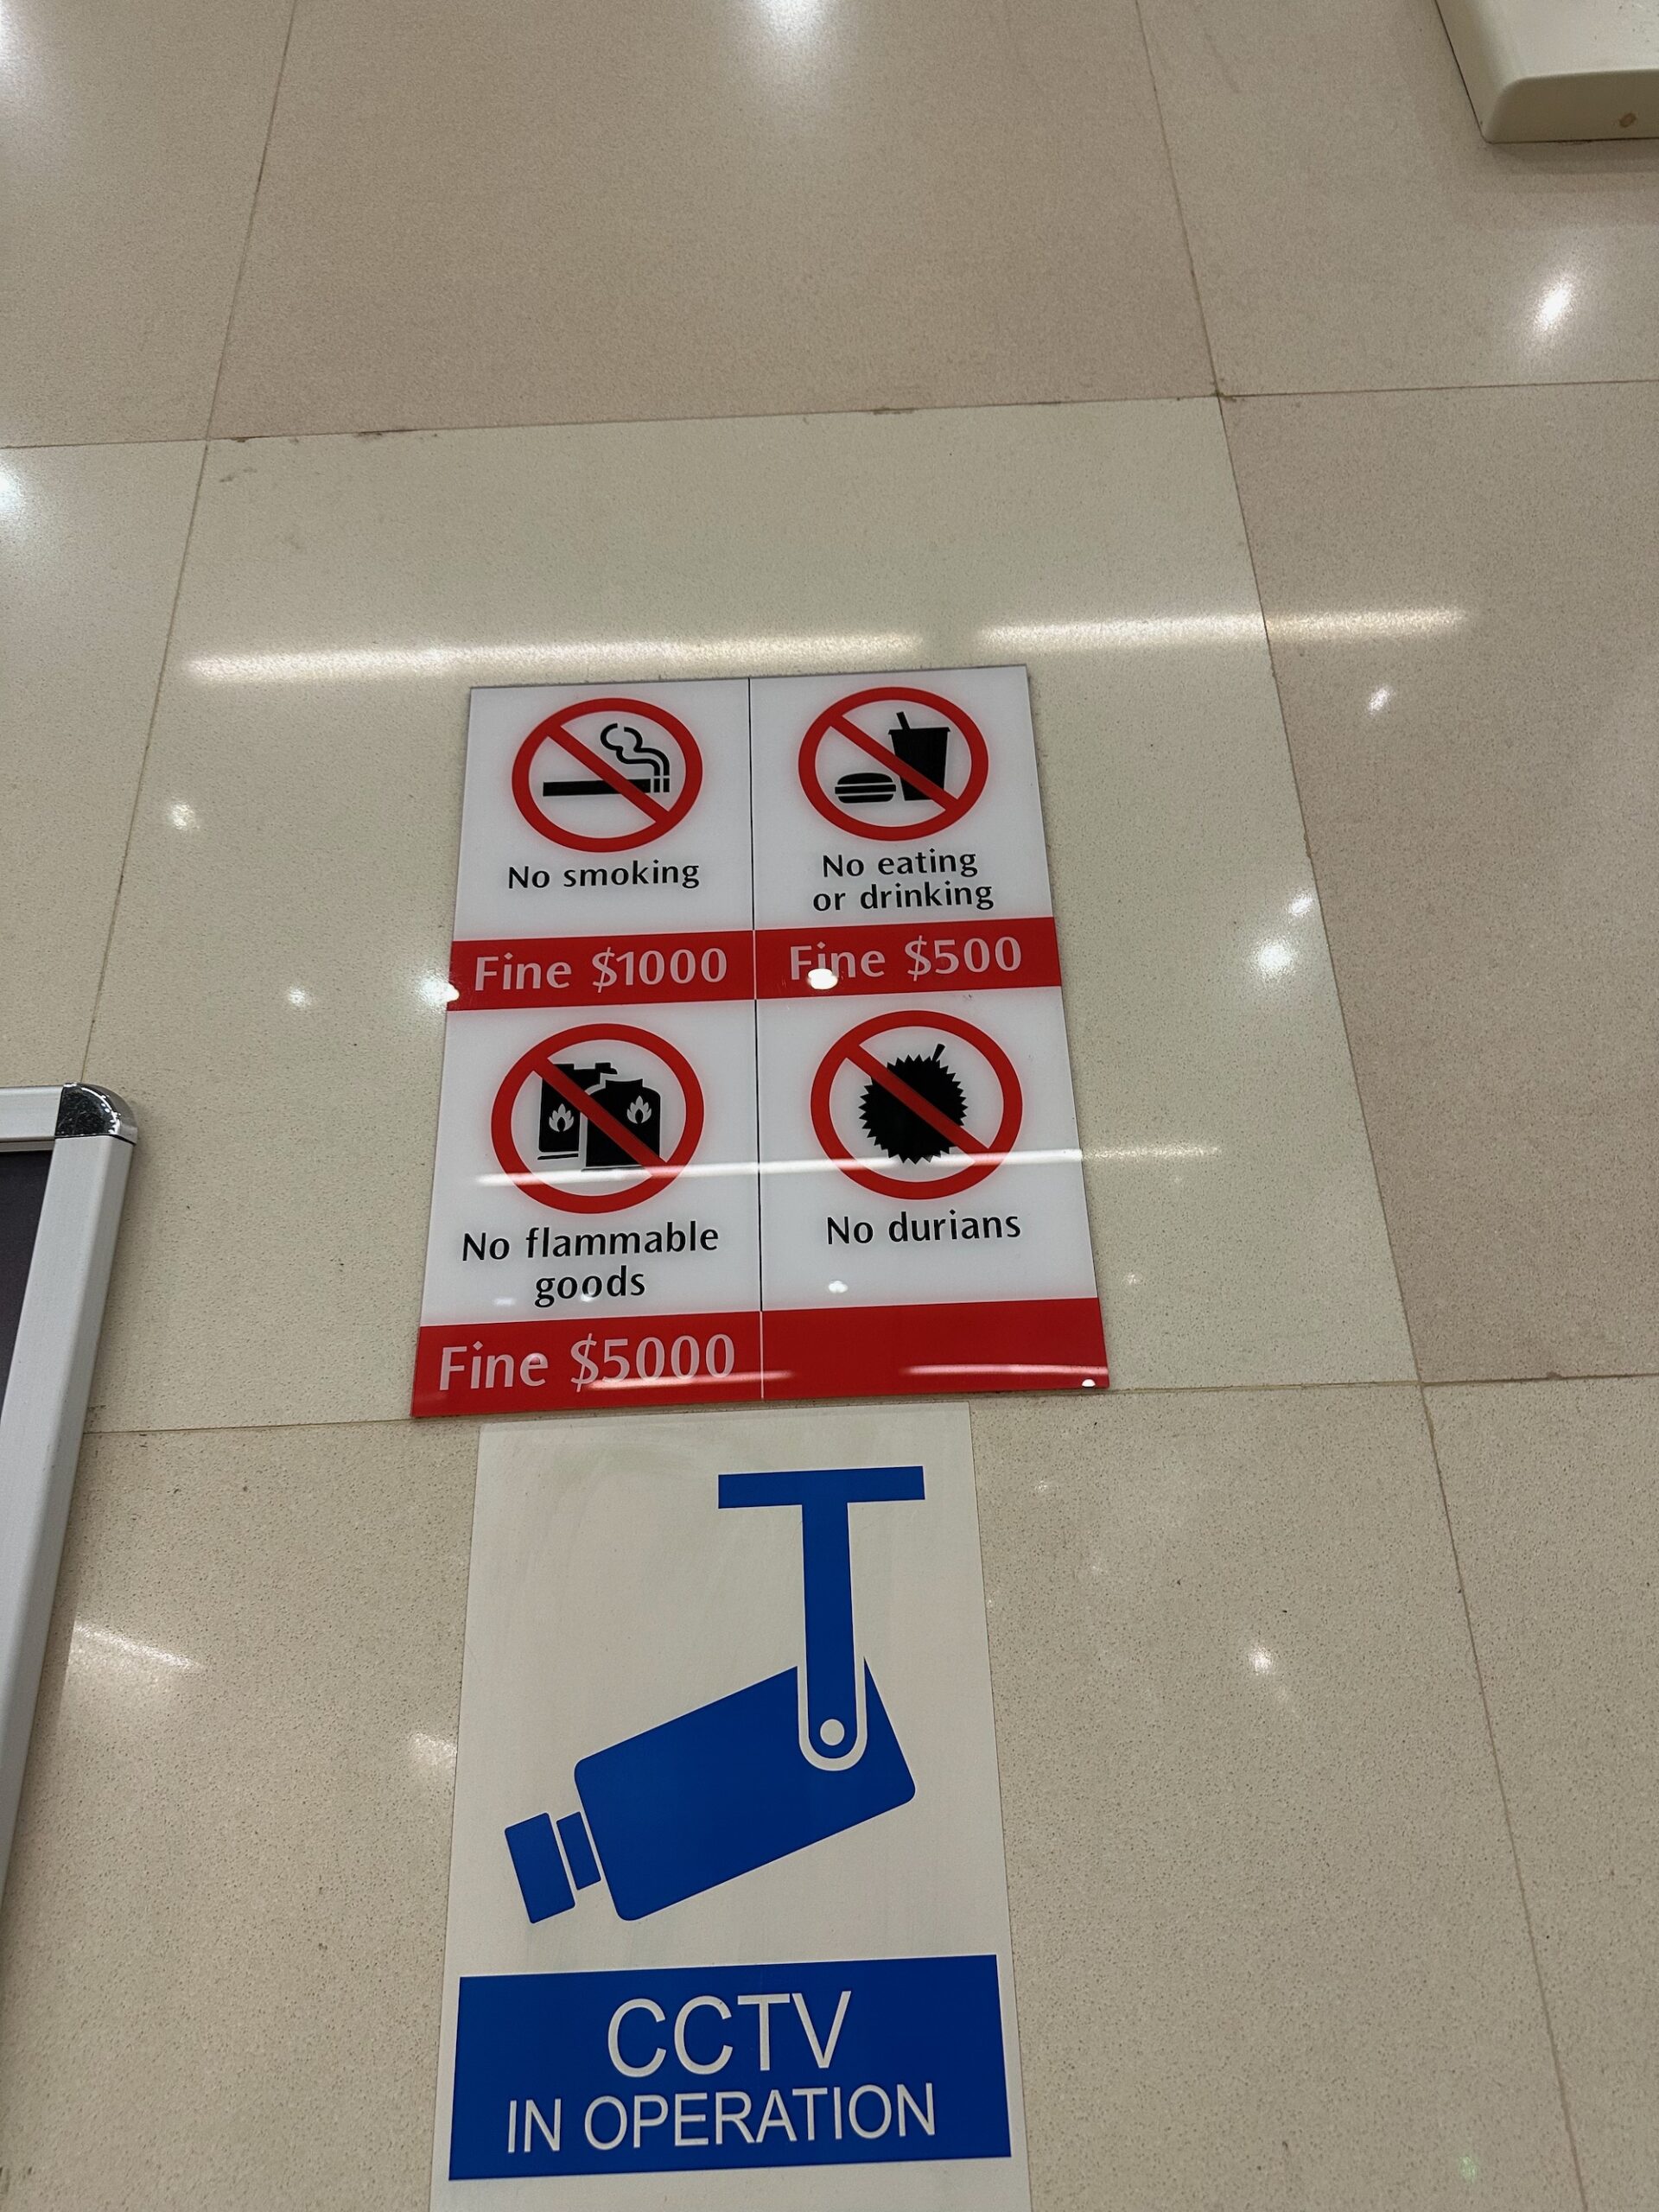 No smoking
Fine $1000
No eating
or drinking
Fine $500
No flammable
goods
Fine $5000
No durians
CCTV
IN OPERATION